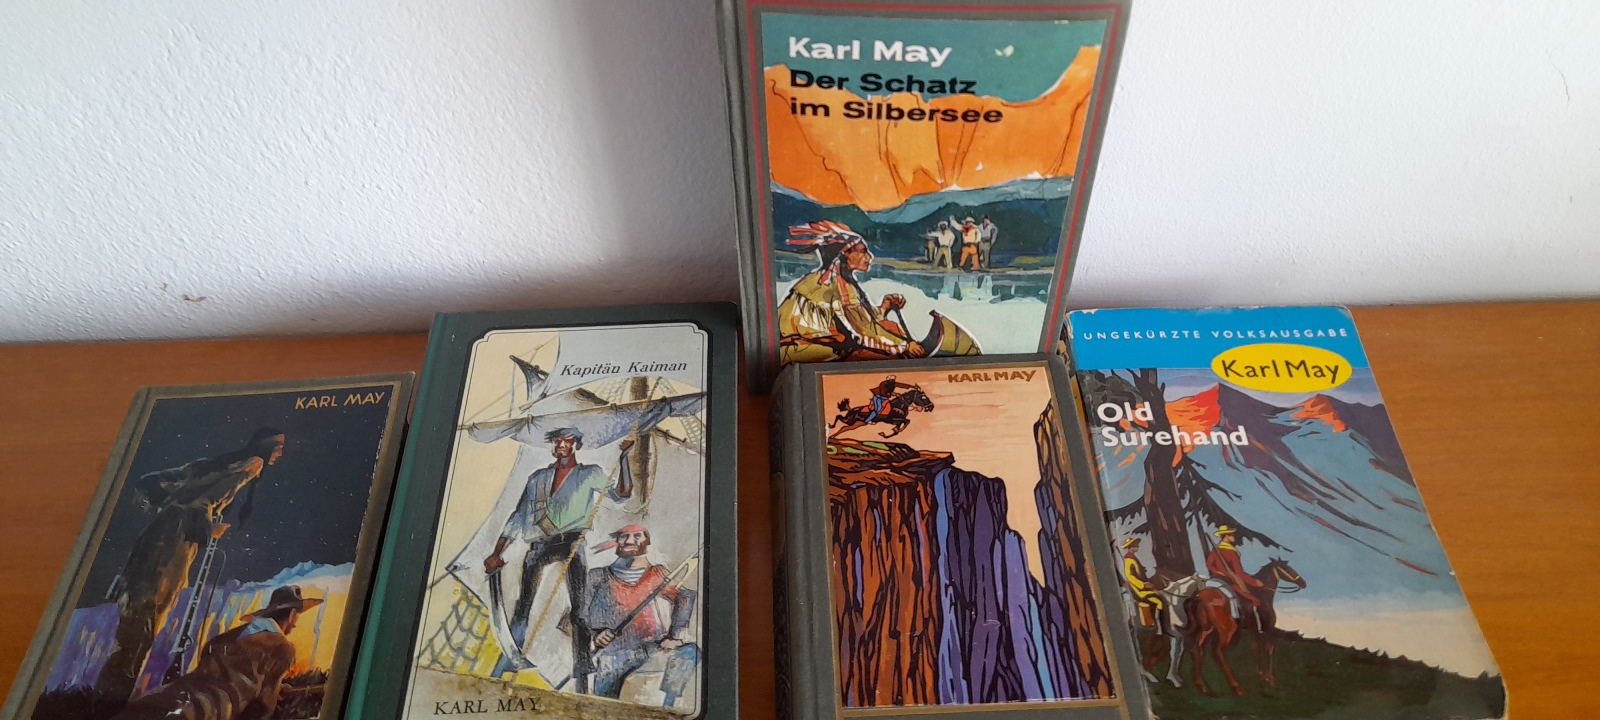 Karl May
Der Schatz
im Silbersee
KARL MAY
Kapitän Kaiman
KARL MAY
KARL MAY
UNGEKÜRZTE VOLKSAUSGABE
Karl May
Old
Surehand